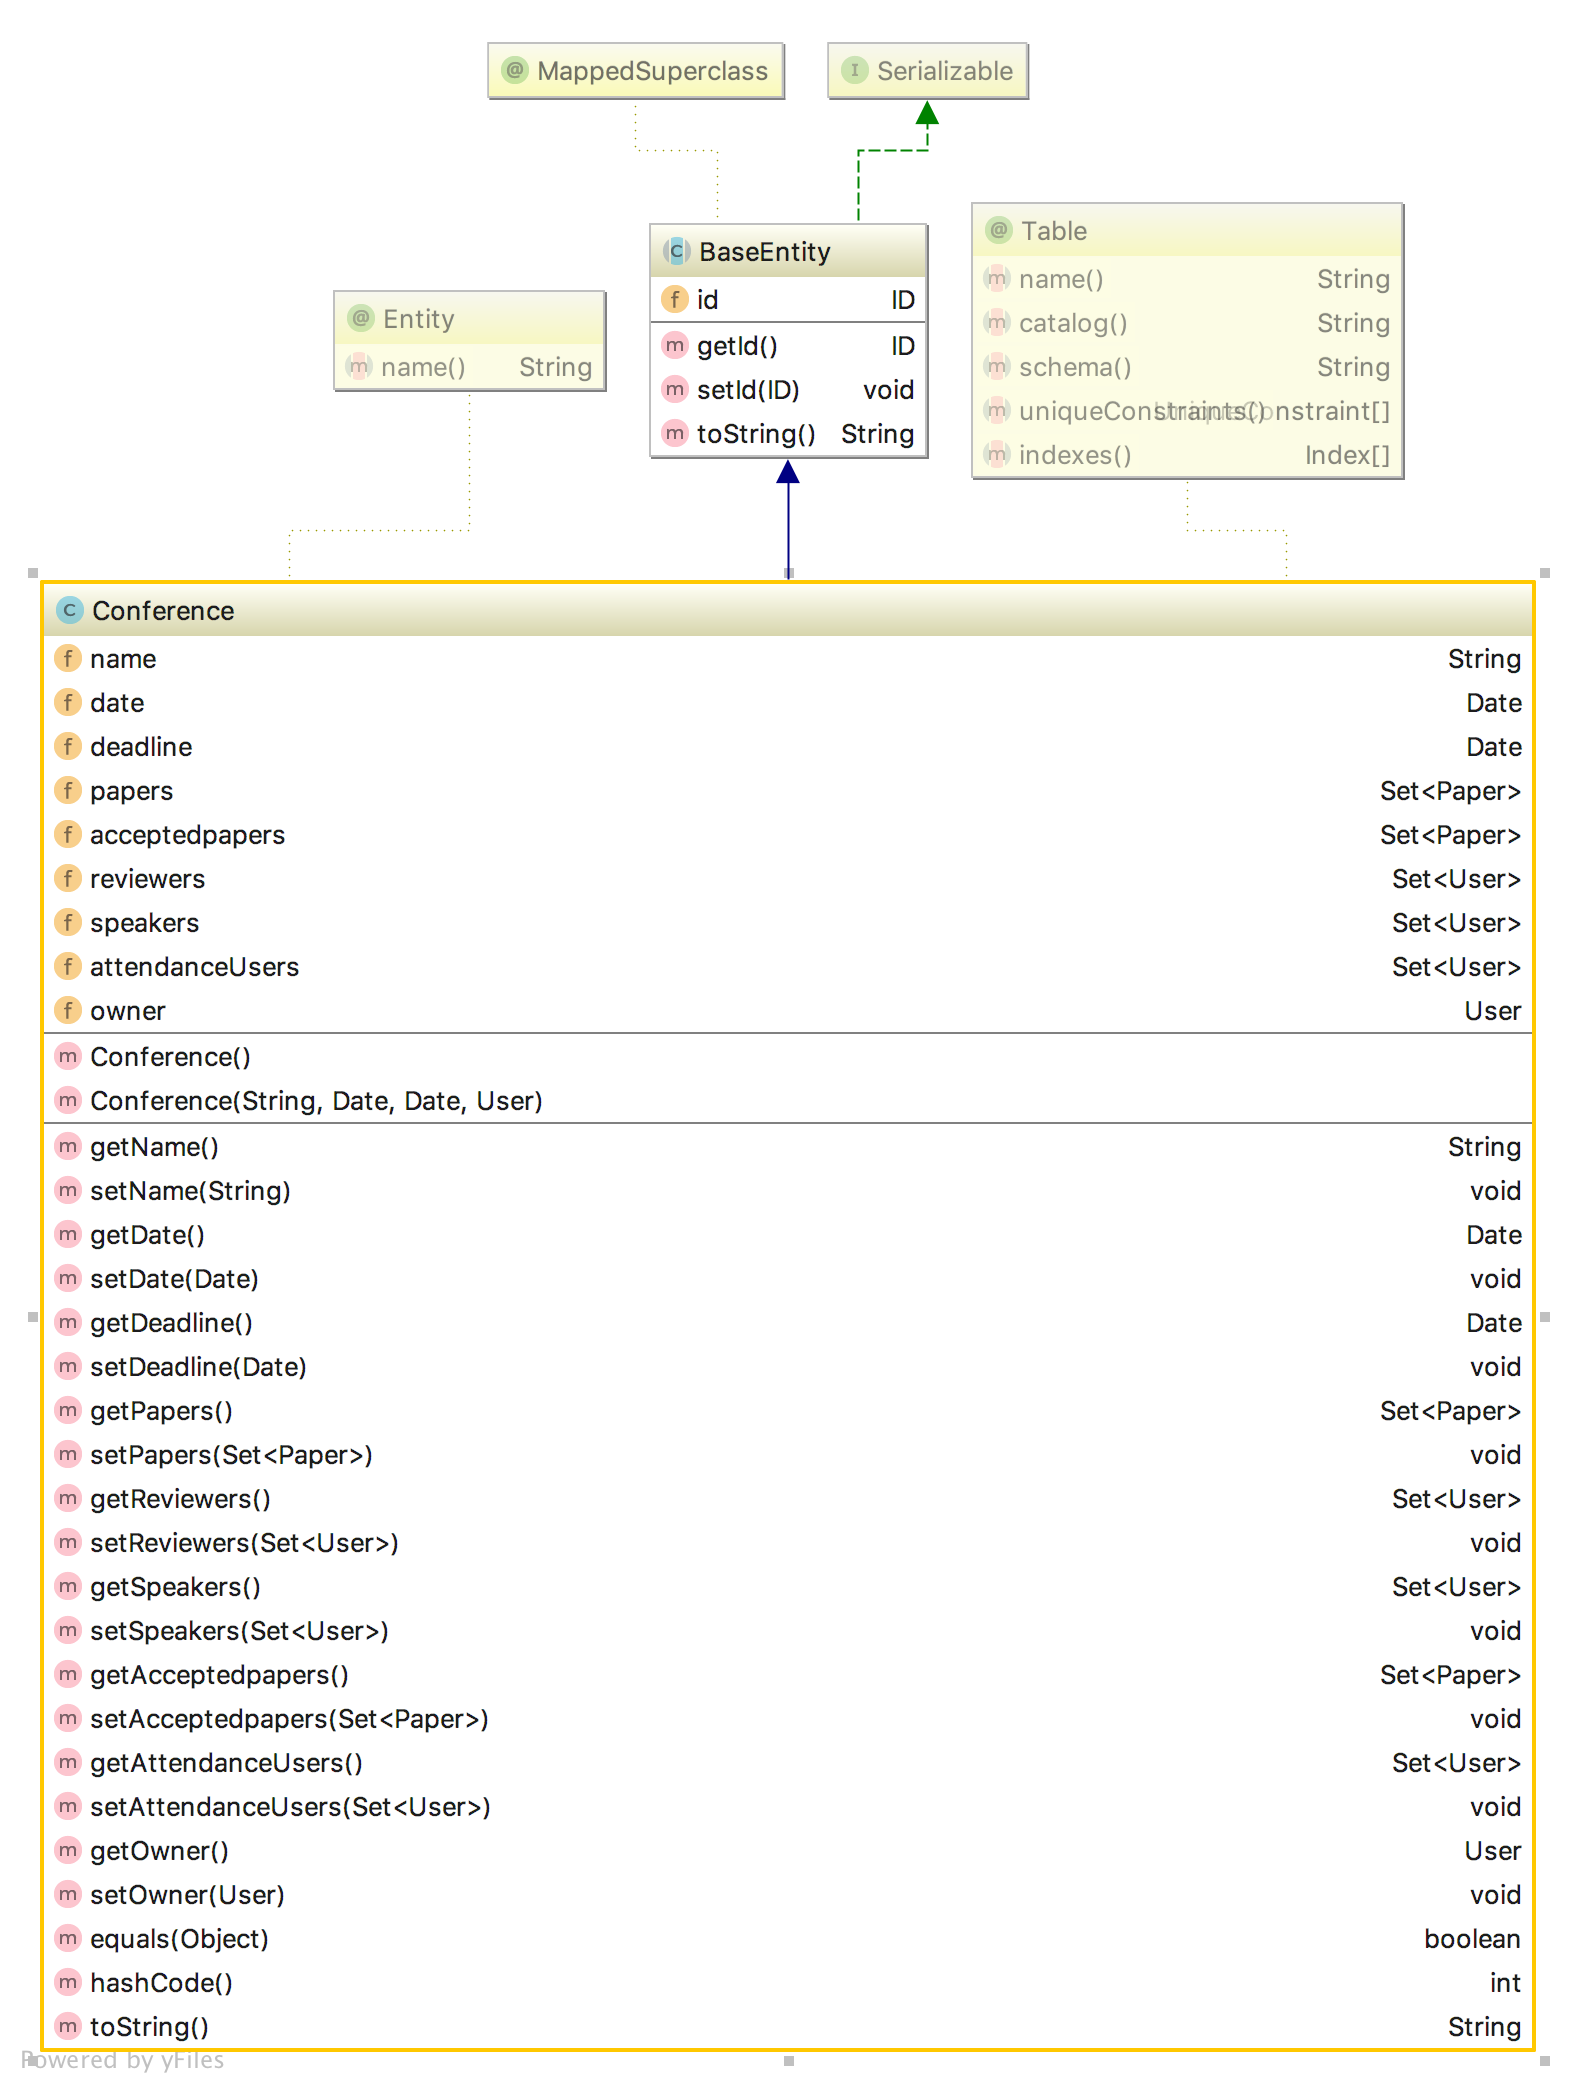 @ MappedSuperclass
I Serializable
C BaseEntity
f id ID
m getId() ID
m setId(ID) void
m toString() String
@ Table
m name() String
m catalog() String
m schema() String
m uniqueConstraints() UniqueConstraint[]
m indexes() Index[]
@ Entity
m name() String
C Conference
f name String
f date Date
f deadline Date
f papers Set<Paper>
f acceptedpapers Set<Paper>
f reviewers Set<User>
f speakers Set<User>
f attendanceUsers Set<User>
f owner User
m Conference()
m Conference(String, Date, Date, User)
m getName() String
m setName(String) void
m getDate() Date
m setDate(Date) void
m getDeadline() Date
m setDeadline(Date) void
m getPapers() Set<Paper>
m setPapers(Set<Paper>) void
m getReviewers() Set<User>
m setReviewers(Set<User>) void
m getSpeakers() Set<User>
m setSpeakers(Set<User>) void
m getAcceptedpapers() Set<Paper>
m setAcceptedpapers(Set<Paper>) void
m getAttendanceUsers() Set<User>
m setAttendanceUsers(Set<User>) void
m getOwner() User
m setOwner(User) void
m equals(Object) boolean
m hashCode() int
m toString() String
Powered by yFiles